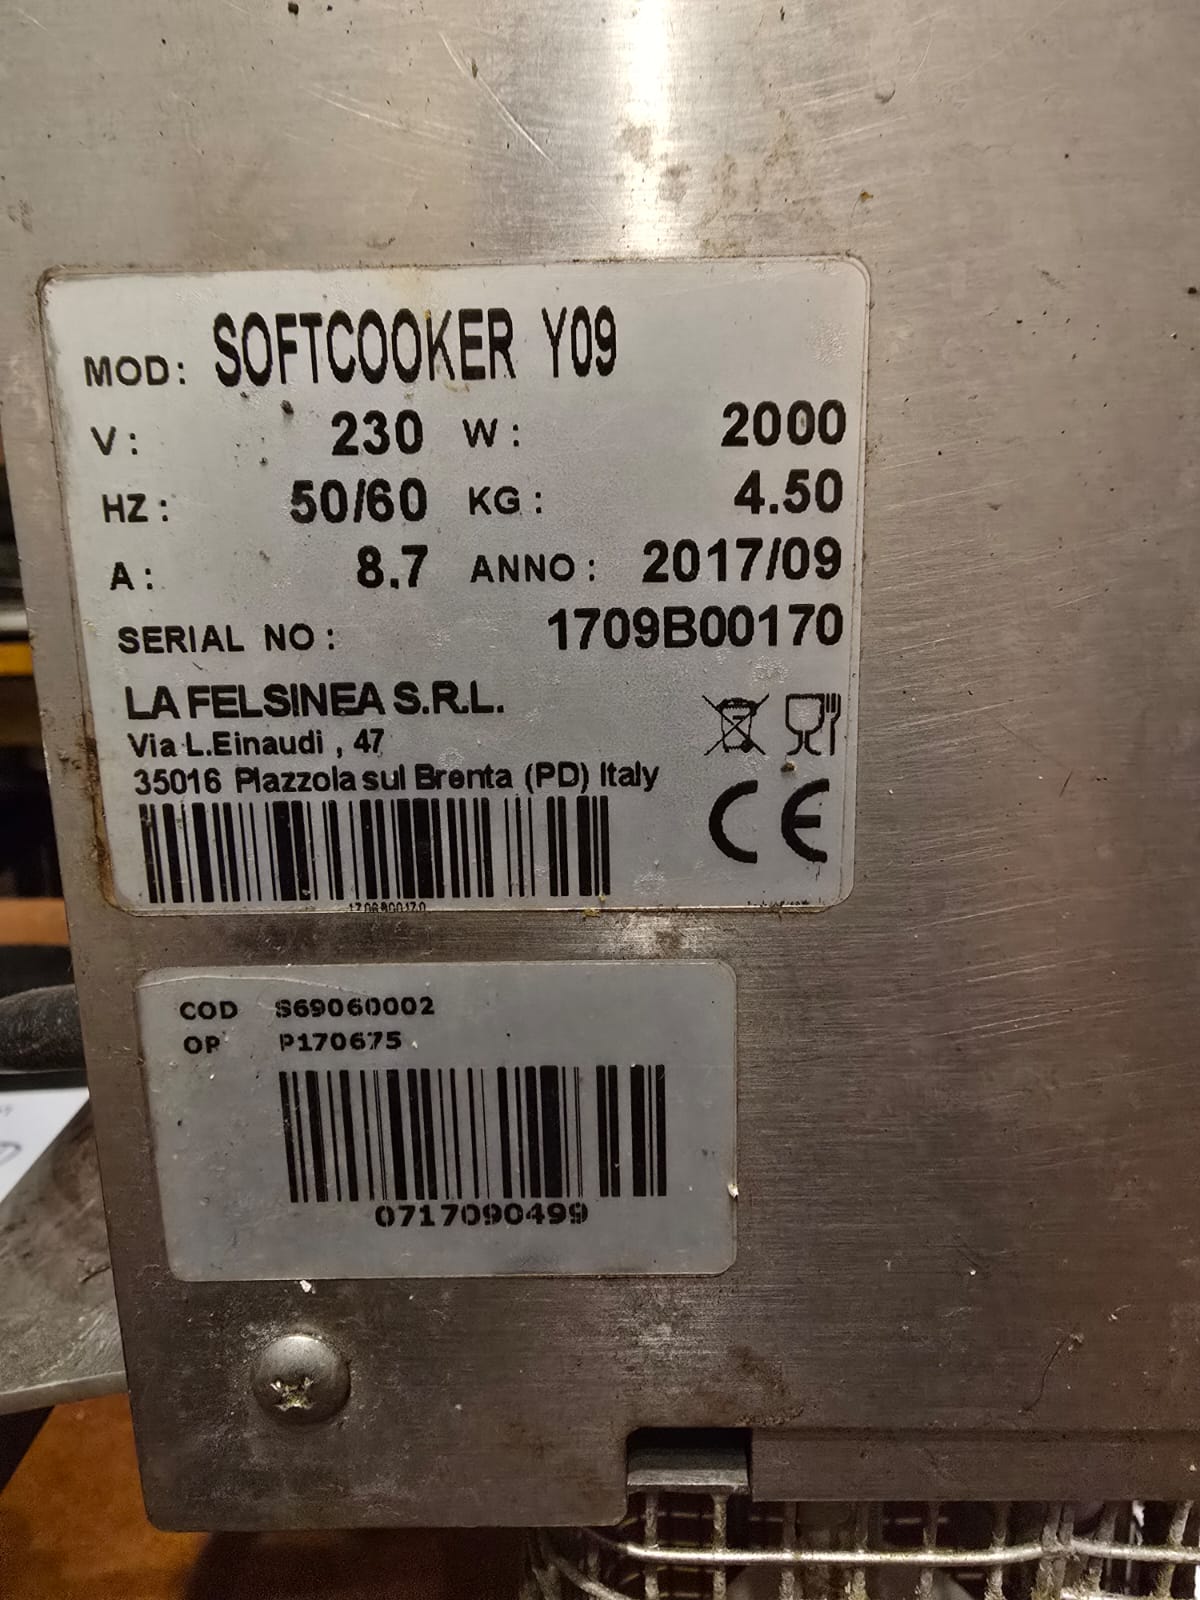 MOD: SOFTCOOKER Y09
V: 230 W: 2000
HZ: 50/60 KG: 4.50
A: 8.7 ANNO: 2017/09
SERIAL NO: 1709B00170
LA FELSINEA S.R.L.
Via L.Einaudi , 47
35016 Piazzola sul Brenta (PD) Italy
CE
COD S69060002
OP P170675
0717090499